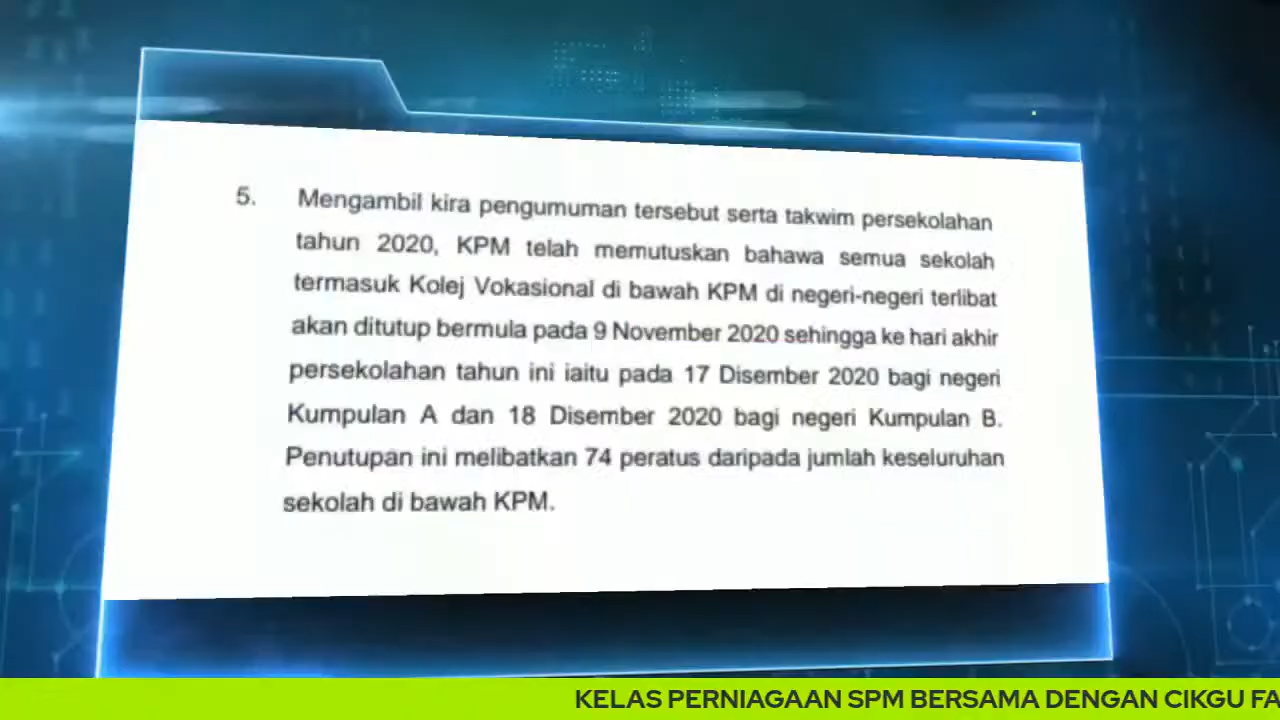 5. Mengambil kira pengumuman tersebut serta takwim persekolahan
tahun 2020, KPM telah memutuskan bahawa semua sekolah
termasuk Kolej Vokasional di bawah KPM di negeri-negeri terlibat
akan ditutup bermula pada 9 November 2020 sehingga ke hari akhir
persekolahan tahun ini iaitu pada 17 Disember 2020 bagi negeri
Kumpulan A dan 18 Disember 2020 bagi negeri Kumpulan B.
Penutupan ini melibatkan 74 peratus daripada jumlah keseluruhan
sekolah di bawah KPM.
KELAS PERNIAGAAN SPM BERSAMA DENGAN CIKGU FA